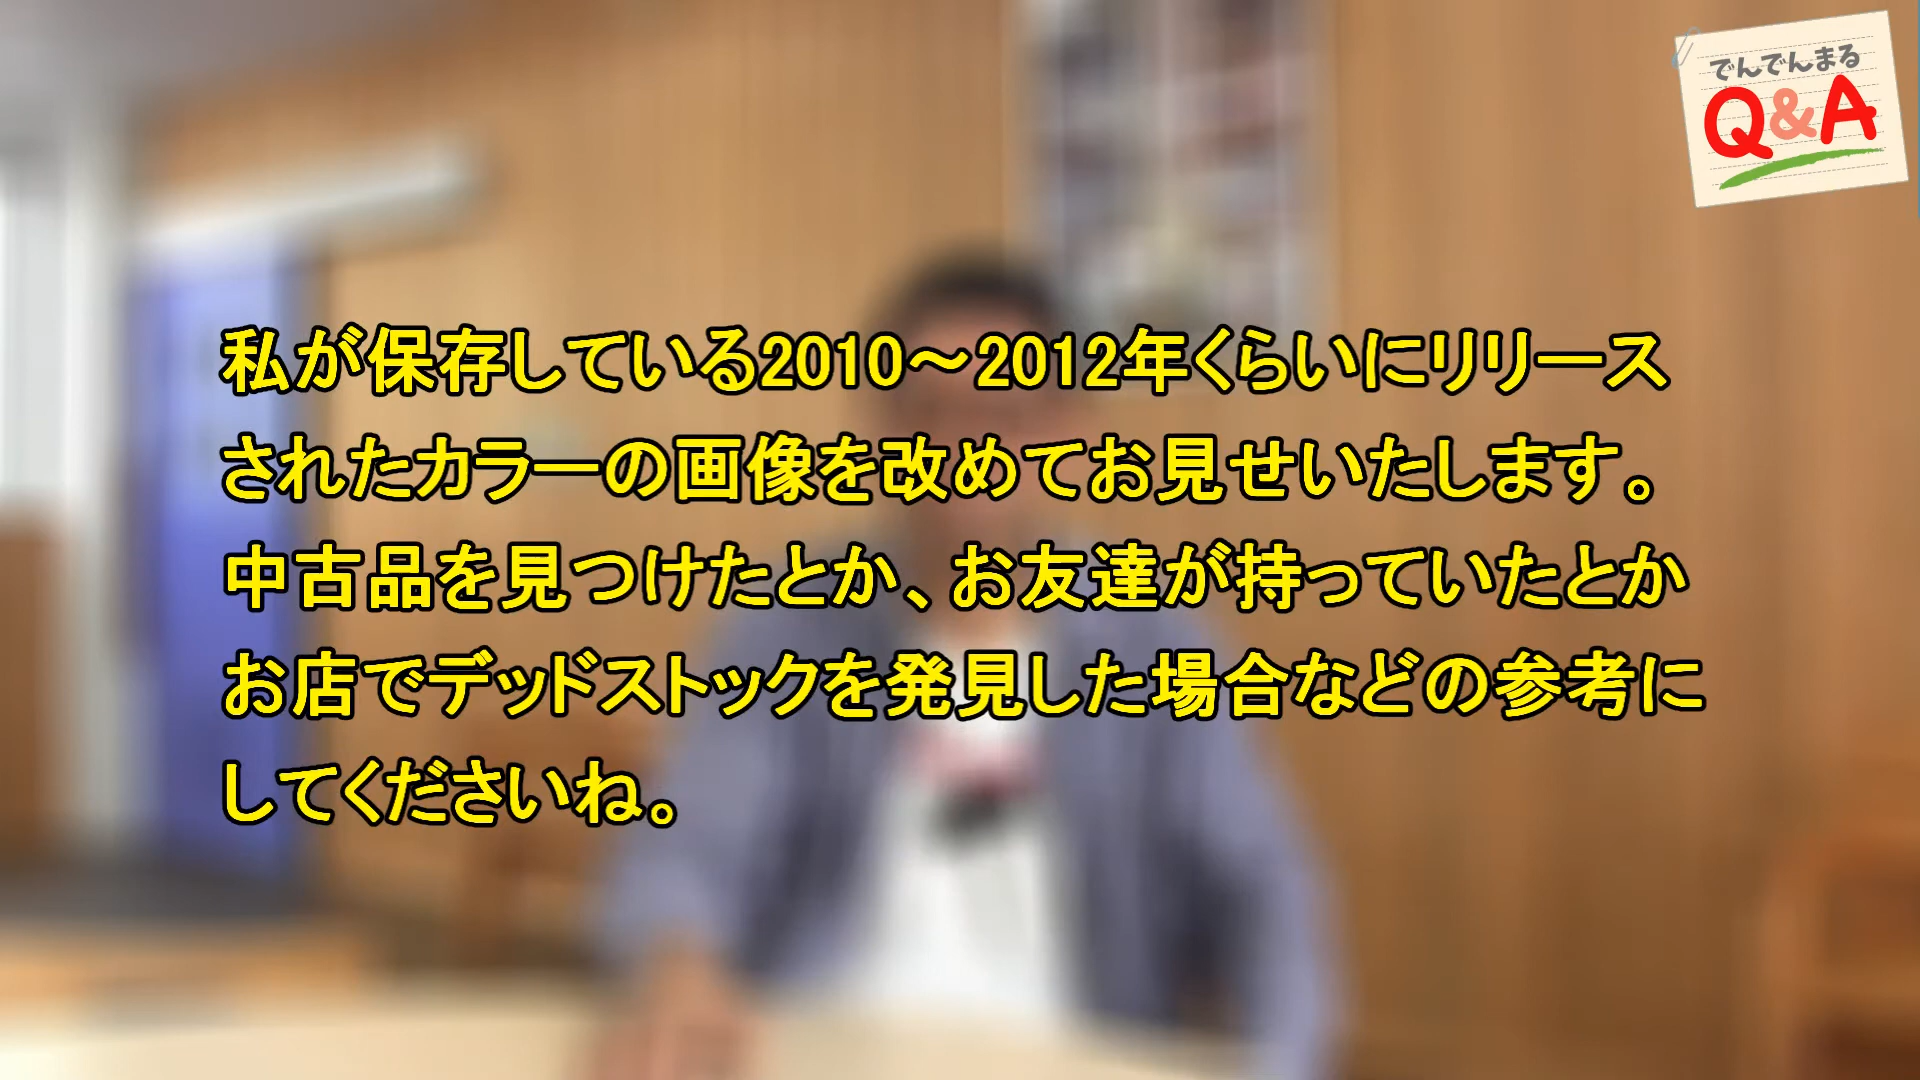 でんでんまる
Q&A
私が保存している2010～2012年くらいにリリース
されたカラーの画像を改めてお見せいたします。
中古品を見つけたとか、お友達が持っていたとか
お店でデッドストックを発見した場合などの参考に
してくださいね。